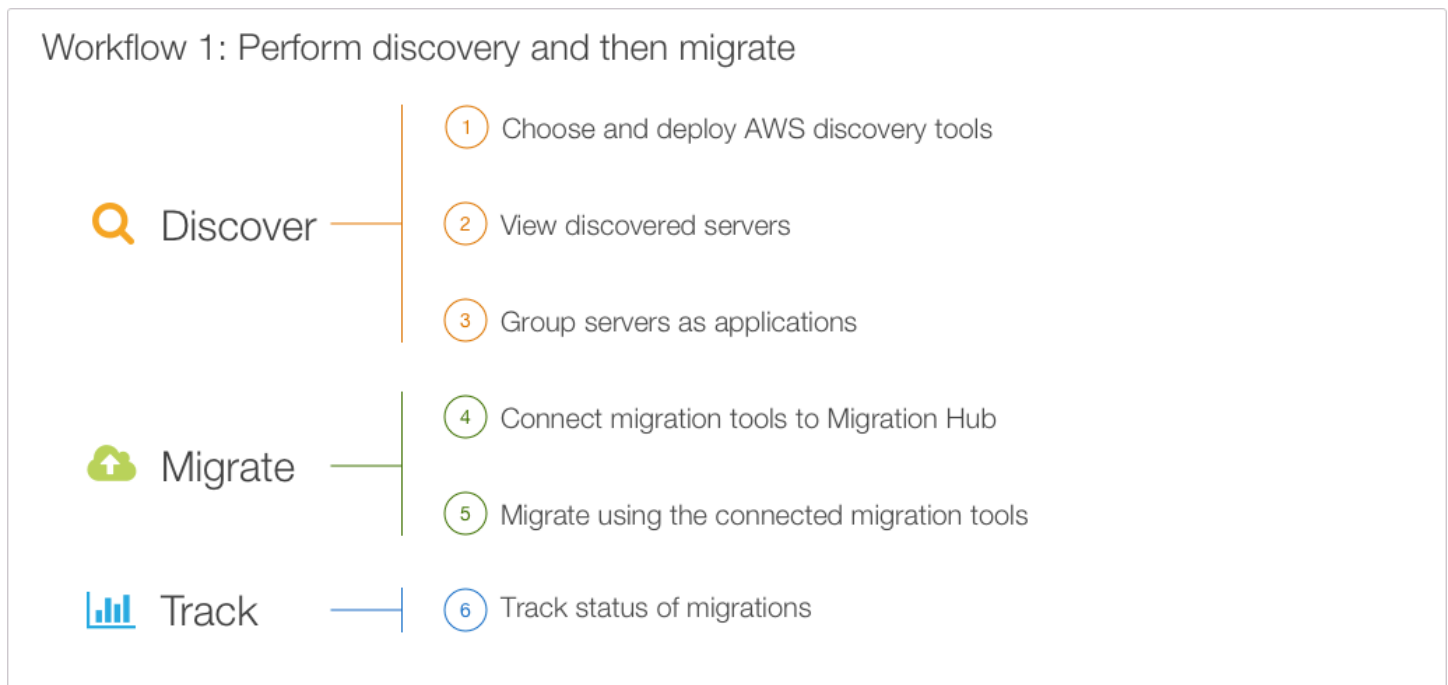 Workflow 1: Perform discovery and then migrate
Discover
1 Choose and deploy AWS discovery tools
2 View discovered servers
3 Group servers as applications
Migrate
4 Connect migration tools to Migration Hub
5 Migrate using the connected migration tools
Track
6 Track status of migrations